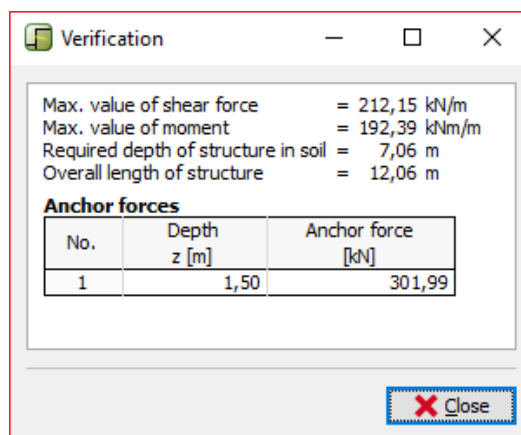 Verification
Max. value of shear force = 212,15 kN/m
Max. value of moment = 192,39 kNm/m
Required depth of structure in soil = 7,06 m
Overall length of structure = 12,06 m
Anchor forces
No. Depth z [m] Anchor force [kN]
1 1,50 301,99
Close